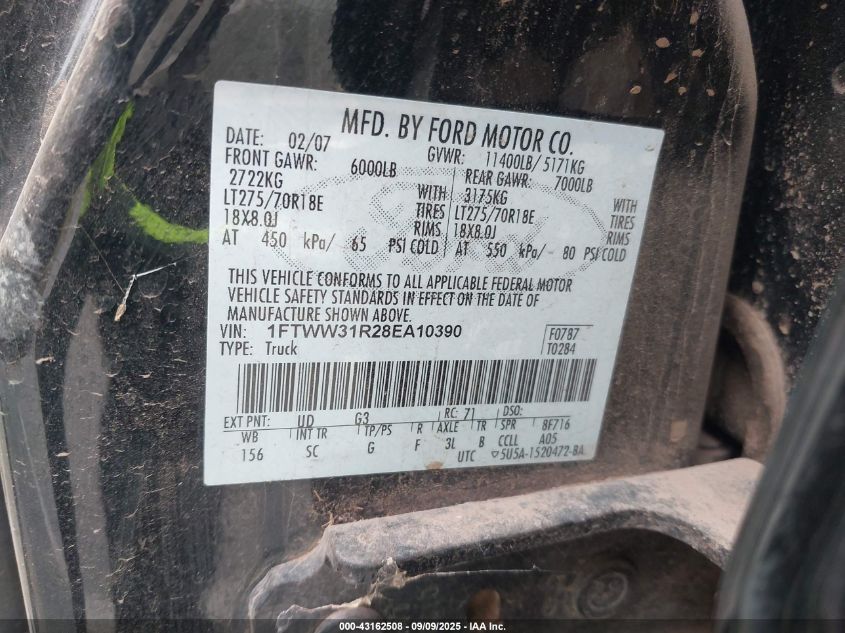 MFD. BY FORD MOTOR CO.
DATE: 02/07 GVWR: 11400LB/ 5171KG
FRONT GAWR: 6000LB REAR GAWR: 7000LB
2722KG WITH 3175KG WITH
LT275/70R18E TIRES LT275/70R18E TIRES
18X8.0J RIMS 18X8.0J RIMS
AT 450 kPa/ 65 PSI COLD AT 550 kPa/ 80 PSI COLD
THIS VEHICLE CONFORMS TO ALL APPLICABLE FEDERAL MOTOR
VEHICLE SAFETY STANDARDS IN EFFECT ON THE DATE OF
MANUFACTURE SHOWN ABOVE.
VIN: 1FTWW31R28EA10390 F0787
TYPE: Truck T0284
EXT PNT: UD G3 RC: 71 DSO:
WB INT TR TP/PS R AXLE TR SPR 8F716
156 SC G F 3L B CCLL A05
UTC 5U5A-1520472-BA
000-43162508 - 09/09/2025 - IAA Inc.